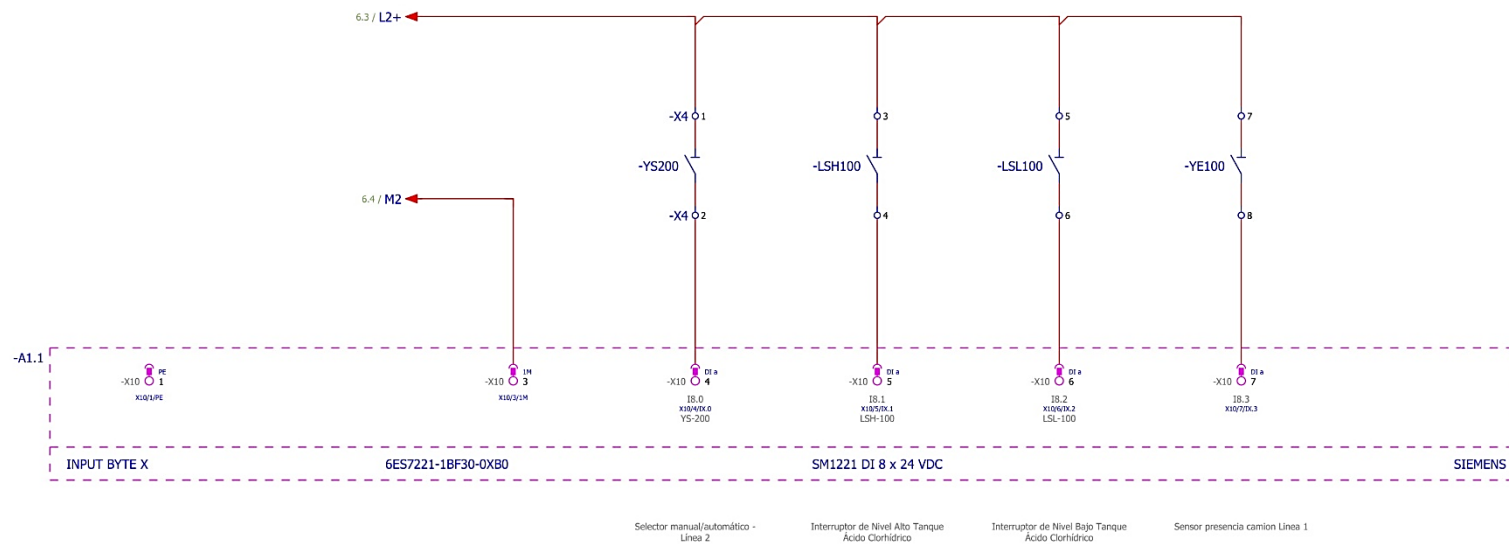 6.3 / L2+
-X4 1 3 5 7
-YS200 -LSH100 -LSL100 -YE100
6.4 / M2
-X4 2 4 6 8
-A1.1
PE 1M DI a DI a DI a DI a
-X10 1 -X10 3 -X10 4 -X10 5 -X10 6 -X10 7
X10/1/PE X10/3/1M I8.0 I8.1 I8.2 I8.3
X10/4/IX.0 X10/5/IX.1 X10/6/IX.2 X10/7/IX.3
YS-200 LSH-100 LSL-100
INPUT BYTE X 6ES7221-1BF30-0XB0 SM1221 DI 8 x 24 VDC SIEMENS
Selector manual/automático - Interruptor de Nivel Alto Tanque Interruptor de Nivel Bajo Tanque Sensor presencia camion Linea 1
Línea 2 Ácido Clorhídrico Ácido Clorhídrico